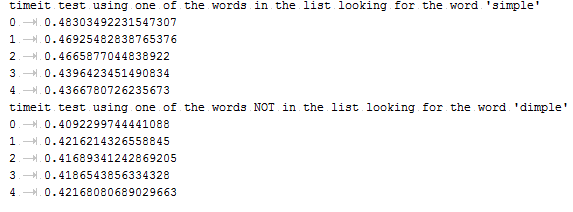 timeit test using one of the words in the list looking for the word 'simple'
0 → 0.48303492231547307
1 → 0.46925482838765376
2 → 0.4665877044838922
3 → 0.4396423451490834
4 → 0.4366780726235673
timeit test using one of the words NOT in the list looking for the word 'dimple'
0 → 0.4092299744441088
1 → 0.4216214326558845
2 → 0.41689341242869205
3 → 0.4186543856334328
4 → 0.42168080689029663